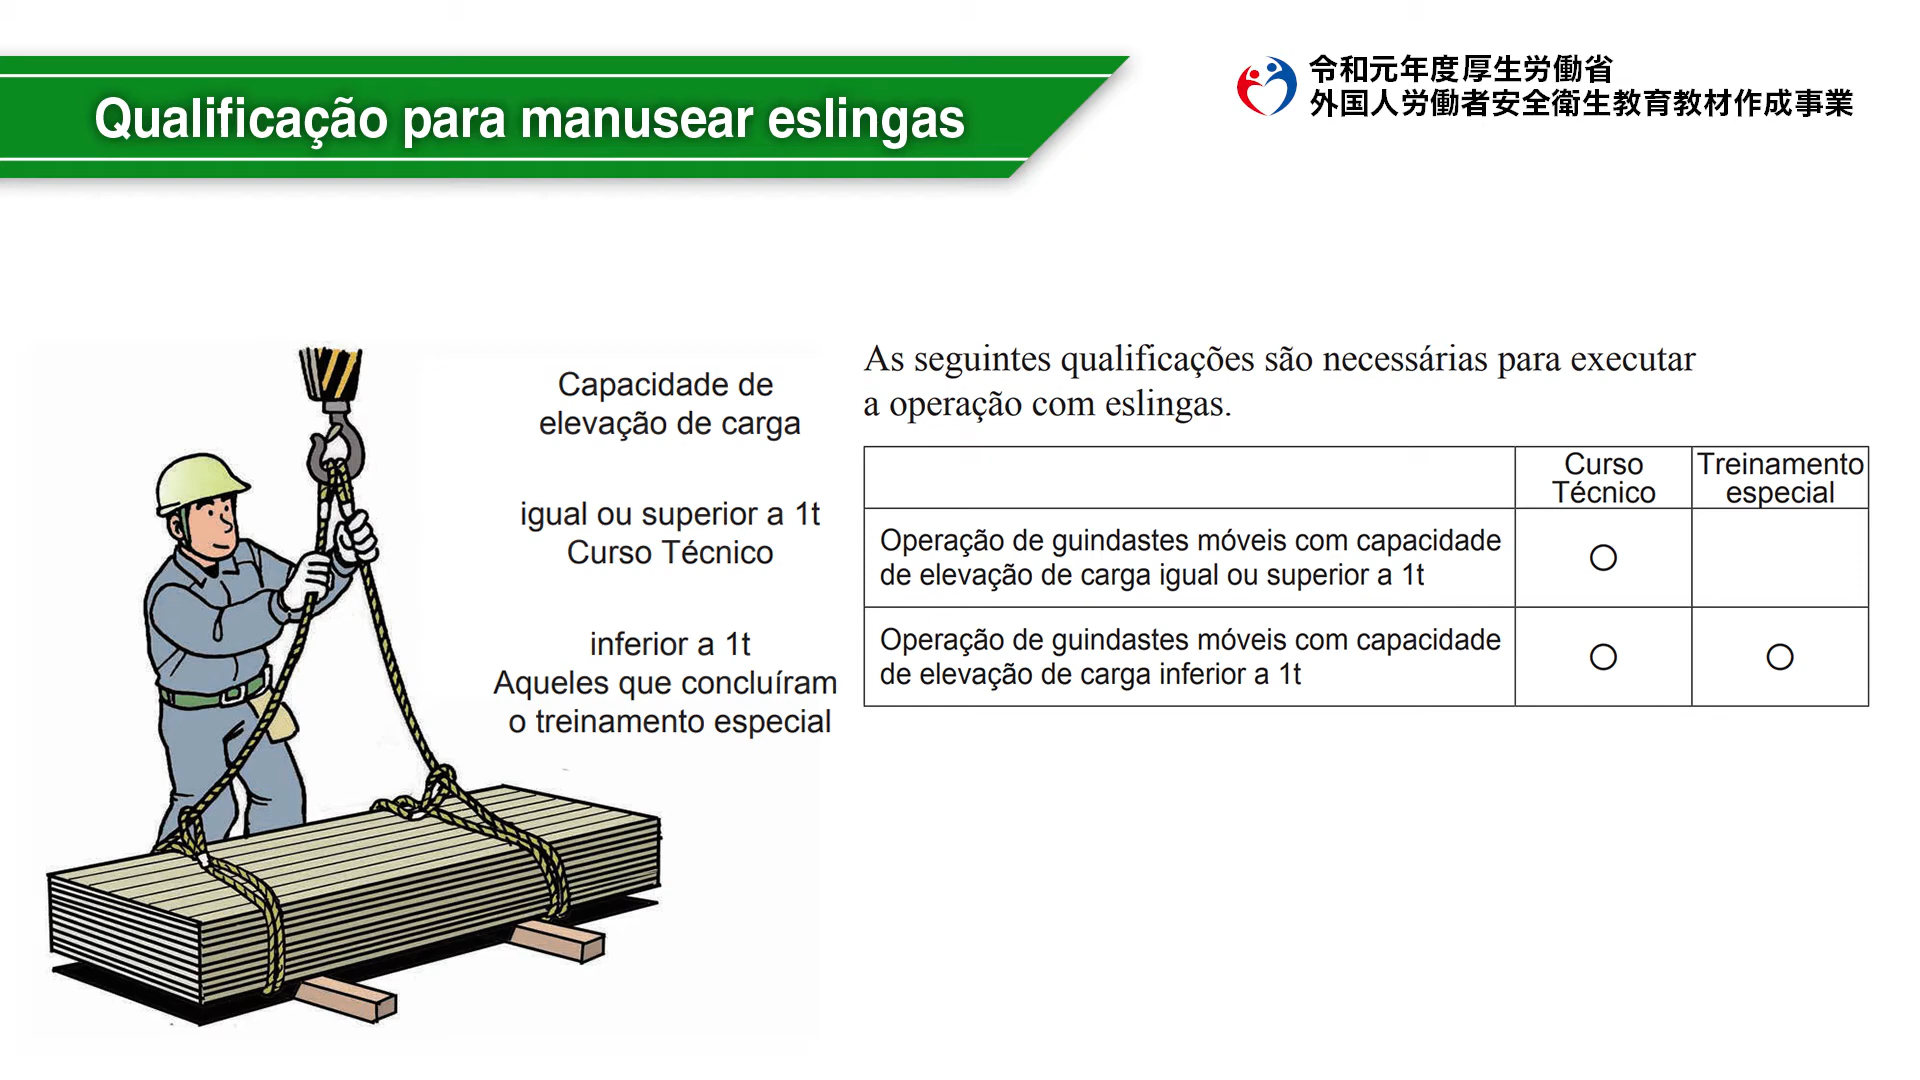 Qualificação para manusear eslingas
令和元年度厚生労働省
外国人労働者安全衛生教育教材作成事業
Capacidade de
elevação de carga
igual ou superior a 1t
Curso Técnico
inferior a 1t
Aqueles que concluíram
o treinamento especial
As seguintes qualificações são necessárias para executar
a operação com eslingas.
Curso
Técnico
Treinamento
especial
Operação de guindastes móveis com capacidade
de elevação de carga igual ou superior a 1t
○
Operação de guindastes móveis com capacidade
de elevação de carga inferior a 1t
○ ○